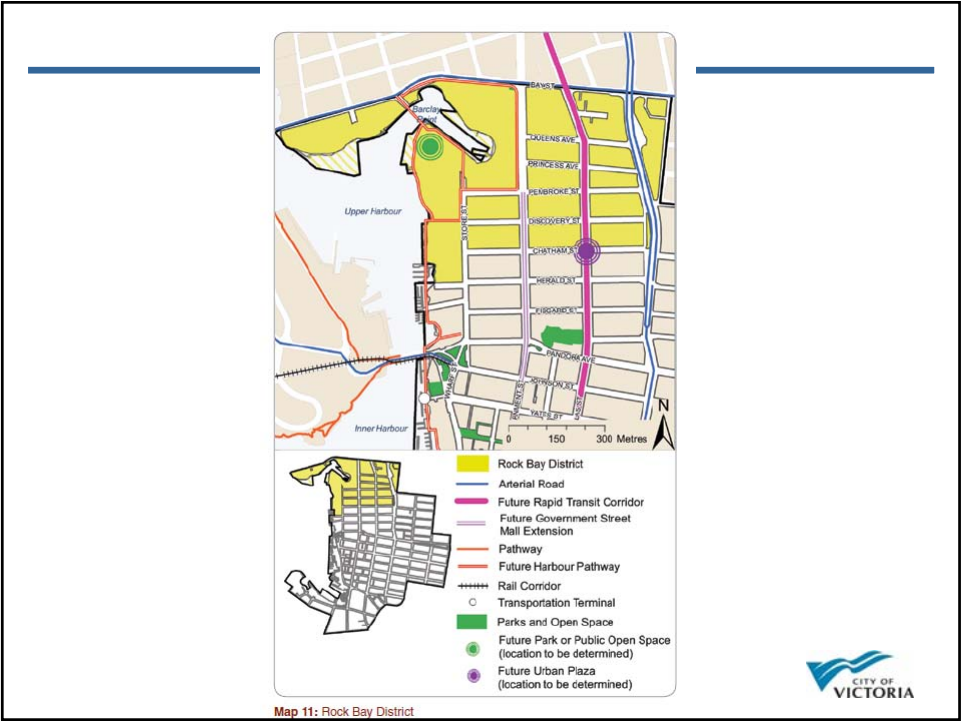 BAY ST
Barclay
Point
QUEENS AVE
PRINCESS AVE
PEMBROKE ST
Upper Harbour
STORE ST
DISCOVERY ST
CHATHAM ST
HERALD ST
FISGARD ST
PANDORA AVE
WHARF ST
JOHNSON ST
YATES ST
Inner Harbour
N
0 150 300 Metres
Rock Bay District
Arterial Road
Future Rapid Transit Corridor
Future Government Street
Mall Extension
Pathway
Future Harbour Pathway
Rail Corridor
Transportation Terminal
Parks and Open Space
Future Park or Public Open Space
(location to be determined)
Future Urban Plaza
(location to be determined)
CITY OF
VICTORIA
Map 11: Rock Bay District